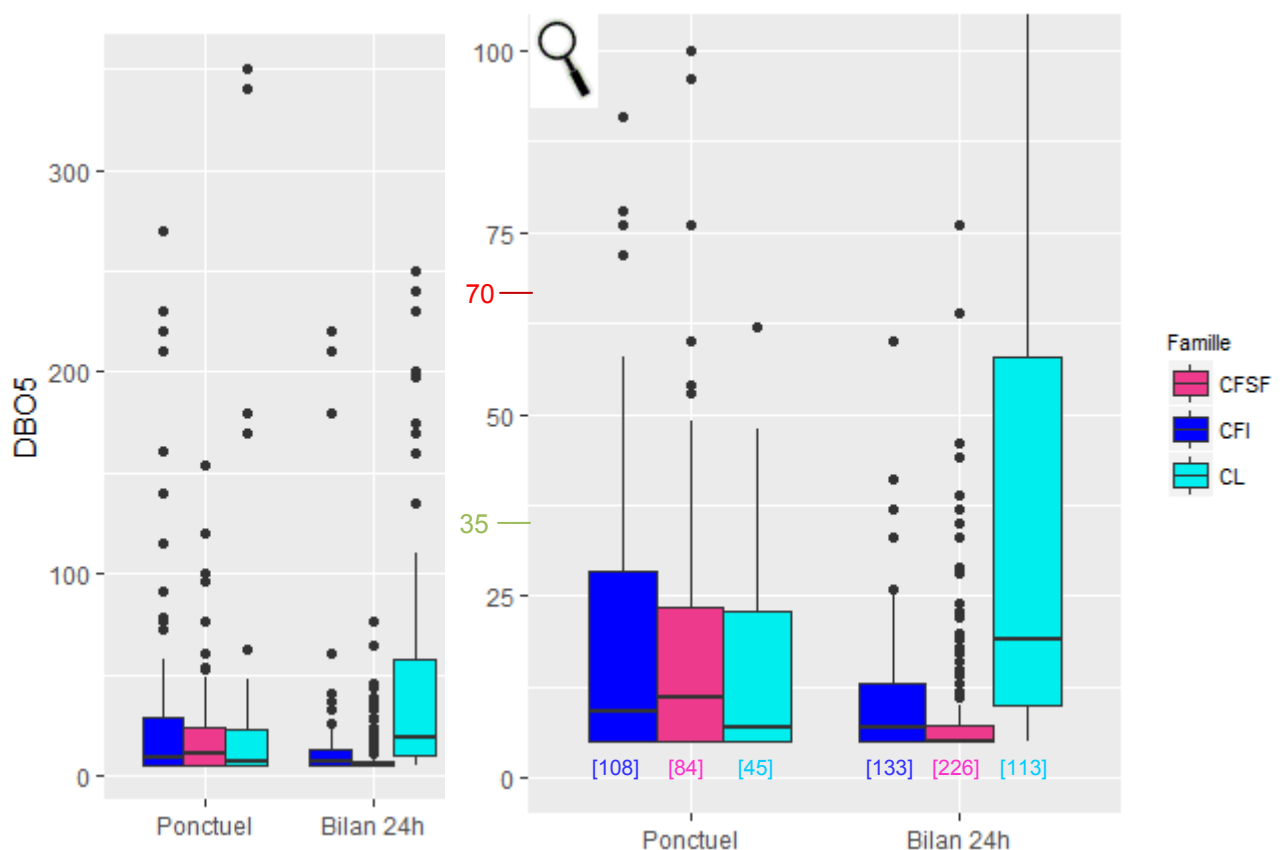 DBO5
300
200
100
0
Ponctuel
Bilan 24h
100
75
70
50
35
25
0
[108] [84] [45] [133] [226] [113]
Ponctuel
Bilan 24h
Famille
CFSF
CFI
CL